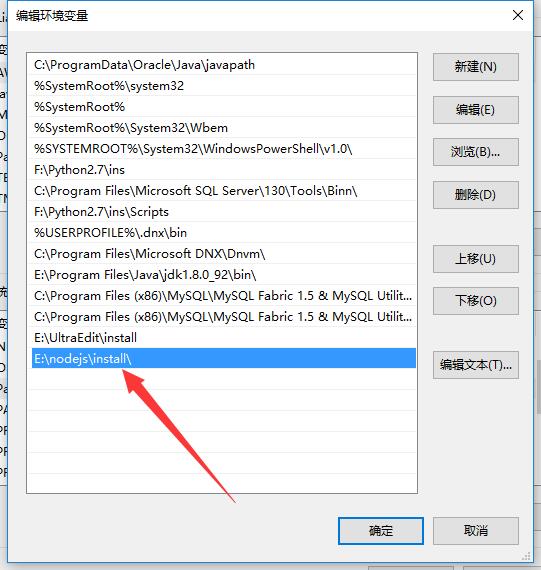 编辑环境变量
C:\ProgramData\Oracle\Java\javapath
%SystemRoot%\system32
%SystemRoot%
%SystemRoot%\System32\Wbem
%SYSTEMROOT%\System32\WindowsPowerShell\v1.0\
F:\Python2.7\ins
C:\Program Files\Microsoft SQL Server\130\Tools\Binn\
F:\Python2.7\ins\Scripts
%USERPROFILE%\.dnx\bin
C:\Program Files\Microsoft DNX\Dnvm\
E:\Program Files\Java\jdk1.8.0_92\bin\
C:\Program Files (x86)\MySQL\MySQL Fabric 1.5 & MySQL Utilit...
C:\Program Files (x86)\MySQL\MySQL Fabric 1.5 & MySQL Utilit...
E:\UltraEdit\install
E:\nodejs\install\
新建(N)
编辑(E)
浏览(B)...
删除(D)
上移(U)
下移(O)
编辑文本(T)...
确定
取消